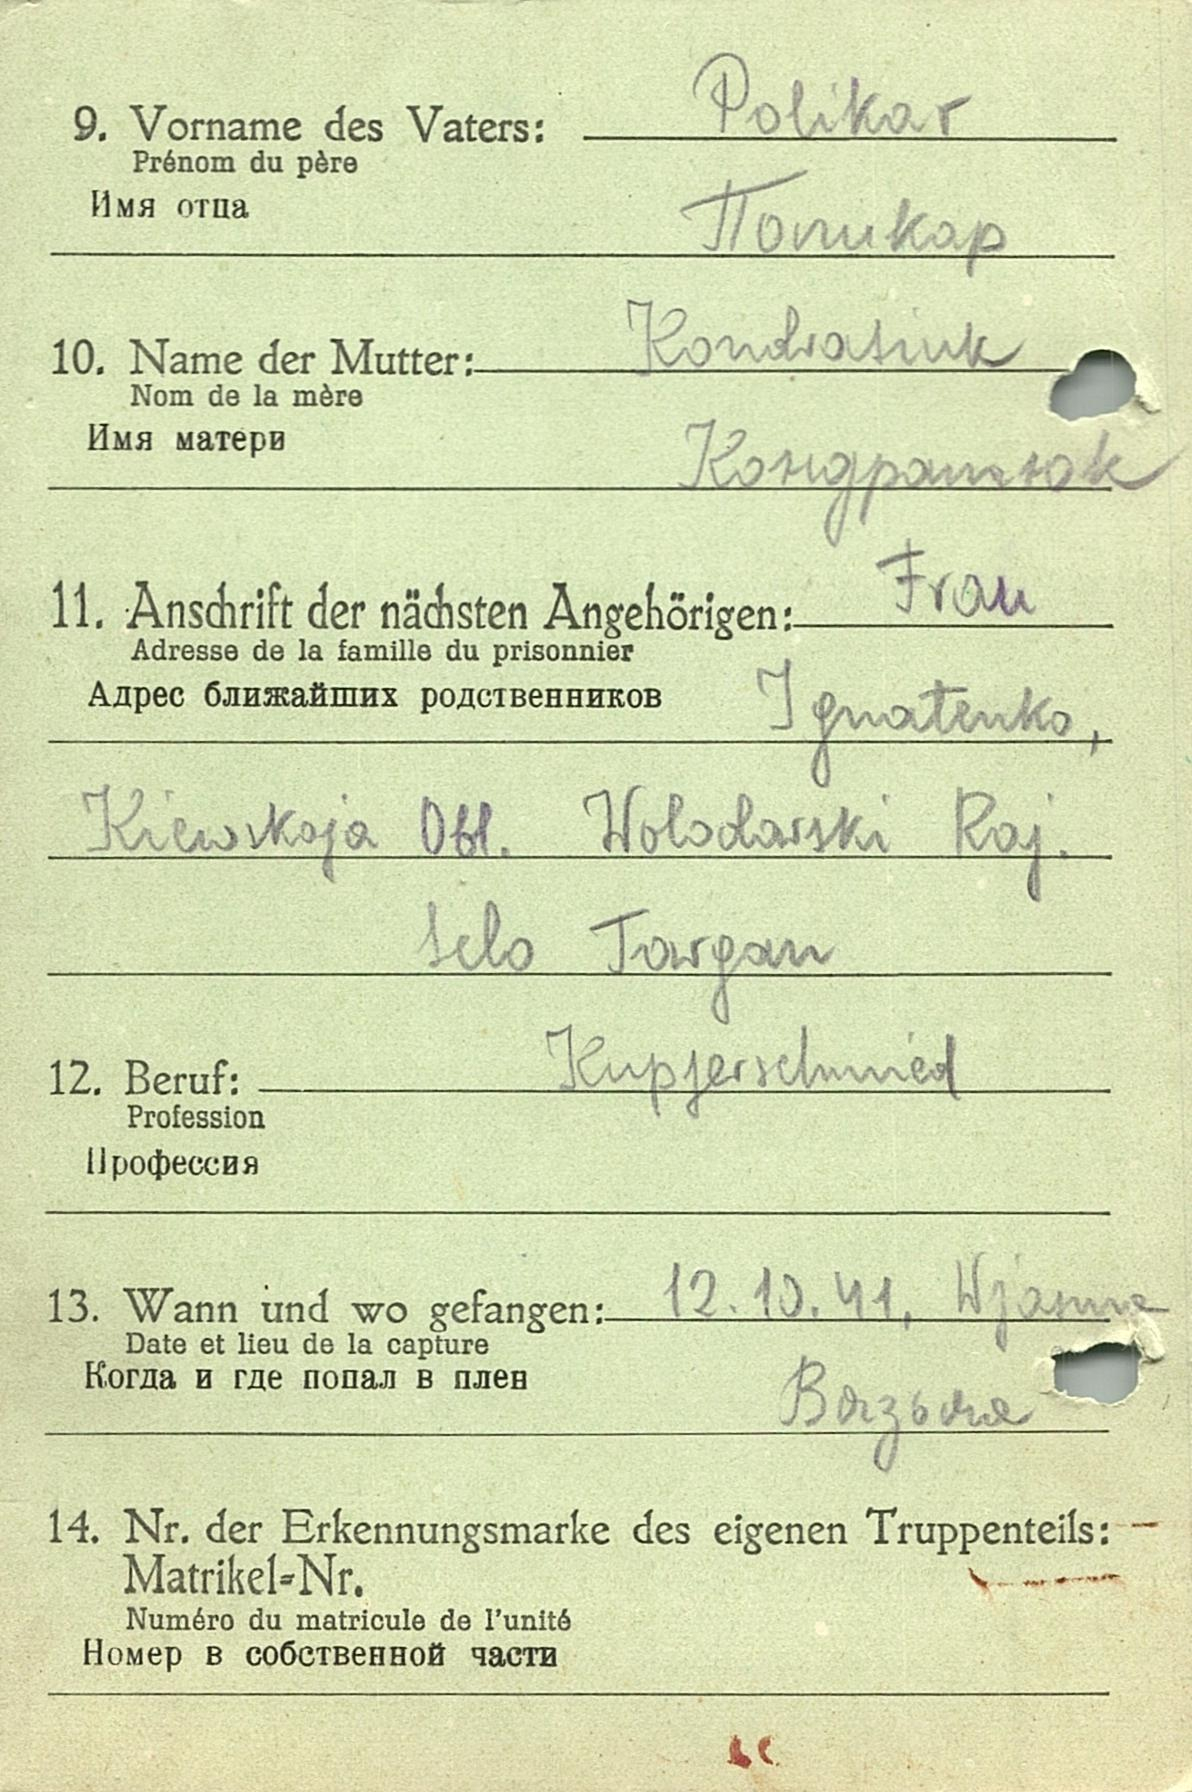 9. Vorname des Vaters: Polikar
Prénom du père
Имя отца
Поликар
10. Name der Mutter: Kondratiuk
Nom de la mère
Имя матери
Кондратюк
11. Anschrift der nächsten Angehörigen: Frau
Adresse de la famille du prisonnier
Адрес ближайших родственников
Ignatenko,
Kiewskaja Obl. Wolodarski Raj.
selo Targan
12. Beruf: Kupferschmied
Profession
Профессия
13. Wann und wo gefangen: 12.10.41, Wjasma
Date et lieu de la capture
Когда и где попал в плен
Вязьма
14. Nr. der Erkennungsmarke des eigenen Truppenteils: -
Matrikel-Nr.
Numéro du matricule de l'unité
Номер в собственной части